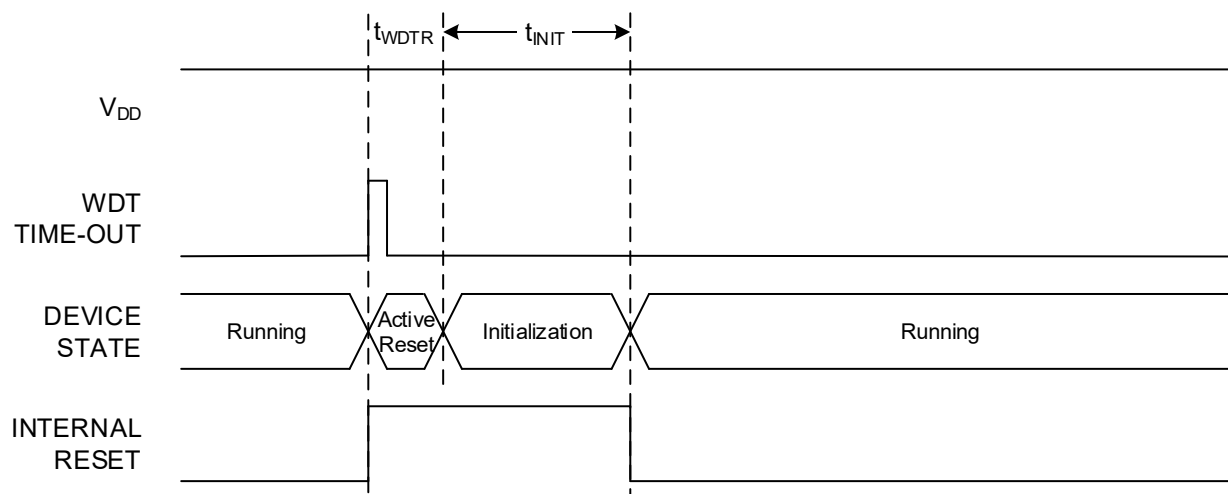 tWDTR
tINIT
VDD
WDT
TIME-OUT
DEVICE
STATE
Running
Active
Reset
Initialization
Running
INTERNAL
RESET